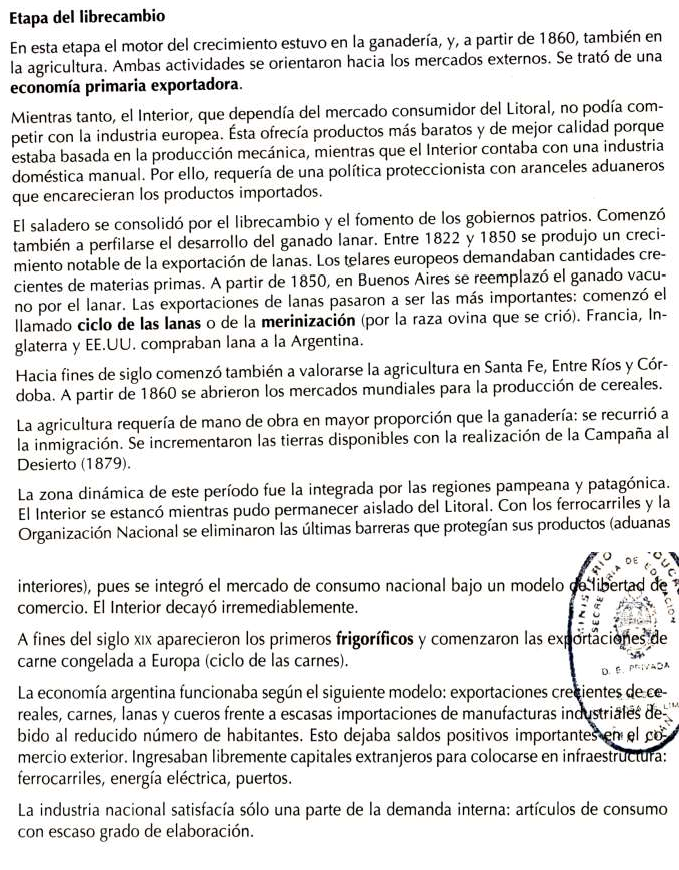 Etapa del librecambio
En esta etapa el motor del crecimiento estuvo en la ganadería, y, a partir de 1860, también en
la agricultura. Ambas actividades se orientaron hacia los mercados externos. Se trató de una
economía primaria exportadora.
Mientras tanto, el Interior, que dependía del mercado consumidor del Litoral, no podía com-
petir con la industria europea. Ésta ofrecía productos más baratos y de mejor calidad porque
estaba basada en la producción mecánica, mientras que el Interior contaba con una industria
doméstica manual. Por ello, requería de una política proteccionista con aranceles aduaneros
que encarecieran los productos importados.
El saladero se consolidó por el librecambio y el fomento de los gobiernos patrios. Comenzó
también a perfilarse el desarrollo del ganado lanar. Entre 1822 y 1850 se produjo un creci-
miento notable de la exportación de lanas. Los telares europeos demandaban cantidades cre-
cientes de materias primas. A partir de 1850, en Buenos Aires se reemplazó el ganado vacu-
no por el lanar. Las exportaciones de lanas pasaron a ser las más importantes: comenzó el
llamado ciclo de las lanas o de la merinización (por la raza ovina que se crió). Francia, In-
glaterra y EE.UU. compraban lana a la Argentina.
Hacia fines de siglo comenzó también a valorarse la agricultura en Santa Fe, Entre Ríos y Cór-
doba. A partir de 1860 se abrieron los mercados mundiales para la producción de cereales.
La agricultura requería de mano de obra en mayor proporción que la ganadería: se recurrió a
la inmigración. Se incrementaron las tierras disponibles con la realización de la Campaña al
Desierto (1879).
La zona dinámica de este período fue la integrada por las regiones pampeana y patagónica.
El Interior se estancó mientras pudo permanecer aislado del Litoral. Con los ferrocarriles y la
Organización Nacional se eliminaron las últimas barreras que protegían sus productos (aduanas
interiores), pues se integró el mercado de consumo nacional bajo un modelo de libertad de
comercio. El Interior decayó irremediablemente.
A fines del siglo XIX aparecieron los primeros frigoríficos y comenzaron las exportaciones de
carne congelada a Europa (ciclo de las carnes).
La economía argentina funcionaba según el siguiente modelo: exportaciones crecientes de ce-
reales, carnes, lanas y cueros frente a escasas importaciones de manufacturas industriales de-
bido al reducido número de habitantes. Esto dejaba saldos positivos importantes en el co-
mercio exterior. Ingresaban libremente capitales extranjeros para colocarse en infraestructura:
ferrocarriles, energía eléctrica, puertos.
La industria nacional satisfacía sólo una parte de la demanda interna: artículos de consumo
con escaso grado de elaboración.
DE EDUCACIÓN
D. E. PRIVADA